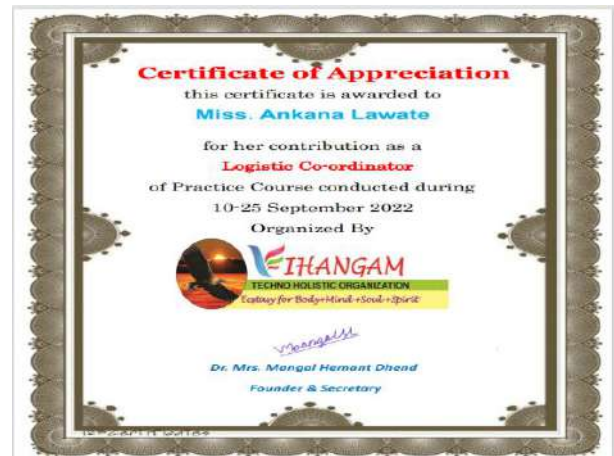 Certificate of Appreciation
this certificate is awarded to
Miss. Ankana Lawate
for her contribution as a
Logistic Co-ordinator
of Practice Course conducted during
10-25 September 2022
Organized By
VIHANGAM
TECHNO HOLISTIC ORGANIZATION
Ecstasy for Body+Mind+Soul+Spirit
Dr. Mrs. Mangal Hemant Dhend
Founder & Secretary